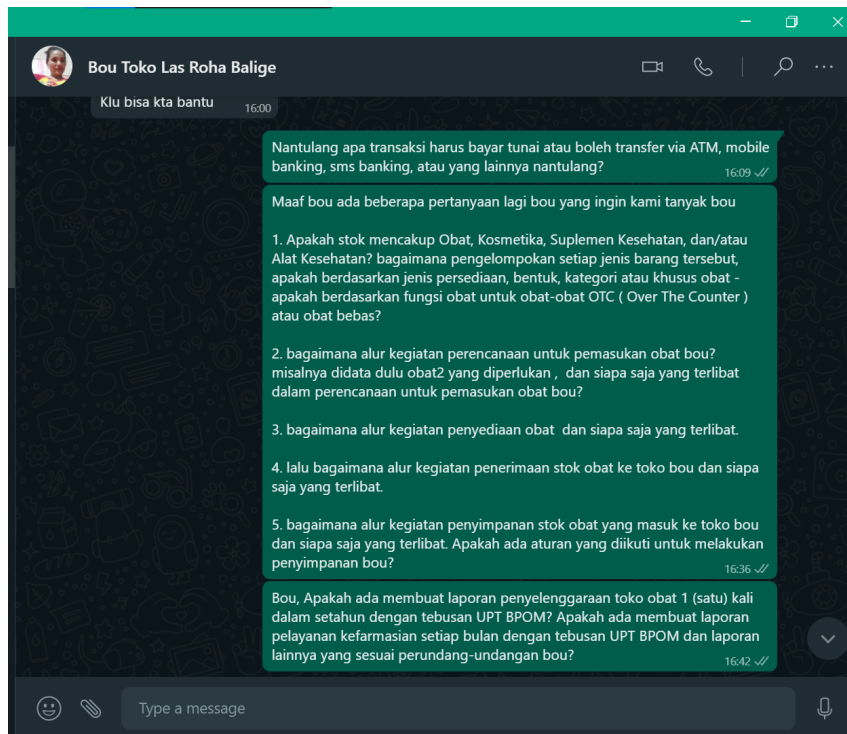 Bou Toko Las Roha Balige
Klu bisa kta bantu 16:00
Nantulang apa transaksi harus bayar tunai atau boleh transfer via ATM, mobile
banking, sms banking, atau yang lainnya nantulang?
16:09
Maaf bou ada beberapa pertanyaan lagi bou yang ingin kami tanyak bou
1. Apakah stok mencakup Obat, Kosmetika, Suplemen Kesehatan, dan/atau
Alat Kesehatan? bagaimana pengelompokan setiap jenis barang tersebut,
apakah berdasarkan jenis persediaan, bentuk, kategori atau khusus obat -
apakah berdasarkan fungsi obat untuk obat-obat OTC ( Over The Counter )
atau obat bebas?
2. bagaimana alur kegiatan perencanaan untuk pemasukan obat bou?
misalnya didata dulu obat2 yang diperlukan , dan siapa saja yang terlibat
dalam perencanaan untuk pemasukan obat bou?
3. bagaimana alur kegiatan penyediaan obat dan siapa saja yang terlibat.
4. lalu bagaimana alur kegiatan penerimaan stok obat ke toko bou dan siapa
saja yang terlibat.
5. bagaimana alur kegiatan penyimpanan stok obat yang masuk ke toko bou
dan siapa saja yang terlibat. Apakah ada aturan yang diikuti untuk melakukan
penyimpanan bou?
16:36
Bou, Apakah ada membuat laporan penyelenggaraan toko obat 1 (satu) kali
dalam setahun dengan tebusan UPT BPOM? Apakah ada membuat laporan
pelayanan kefarmasian setiap bulan dengan tebusan UPT BPOM dan laporan
lainnya yang sesuai perundang-undangan bou?
16:42
Type a message